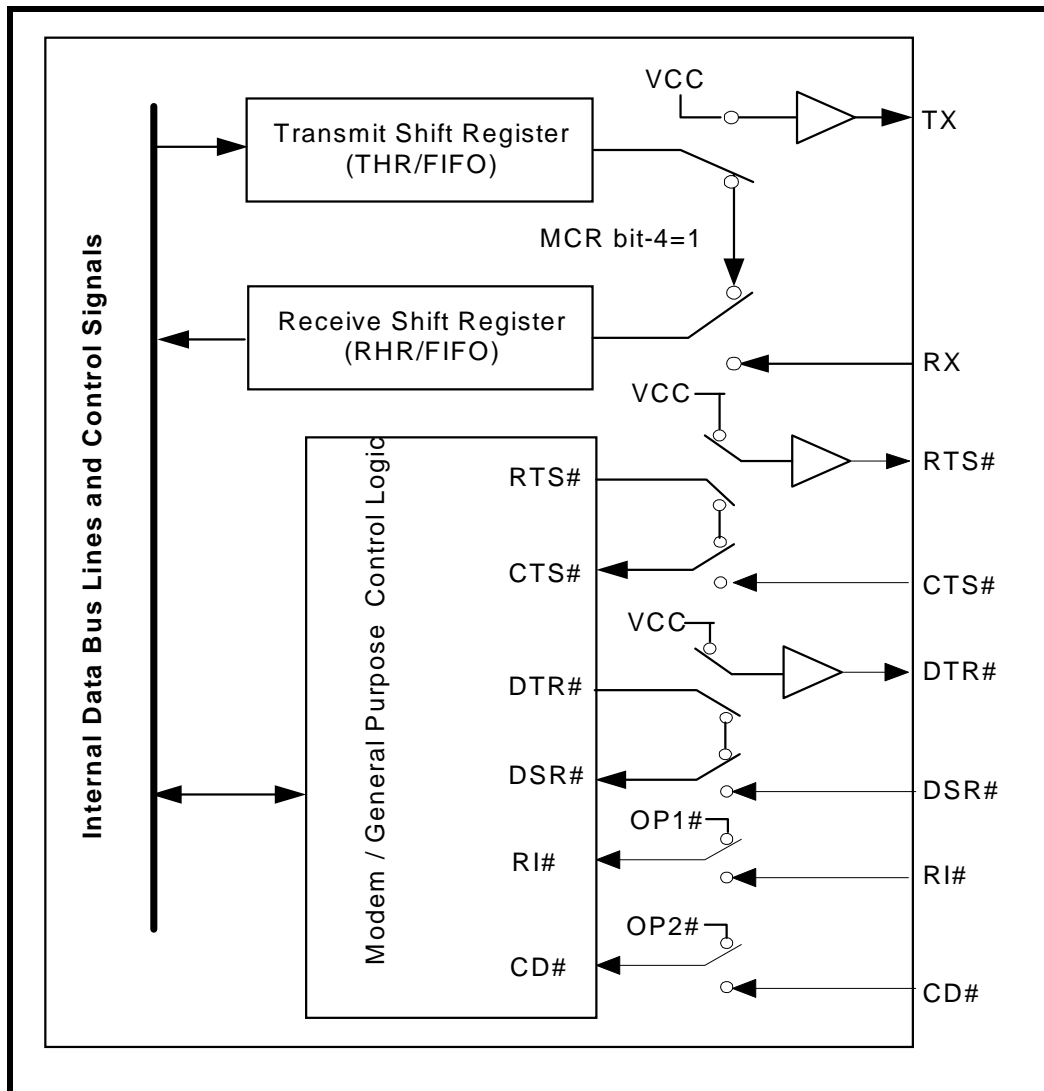 VCC
TX
Transmit Shift Register
(THR/FIFO)
MCR bit-4=1
Receive Shift Register
(RHR/FIFO)
RX
VCC
RTS#
RTS#
CTS#
CTS#
VCC
DTR#
DTR#
DSR#
DSR#
OP1#
RI#
RI#
OP2#
CD#
CD#
Internal Data Bus Lines and Control Signals
Modem / General Purpose Control Logic